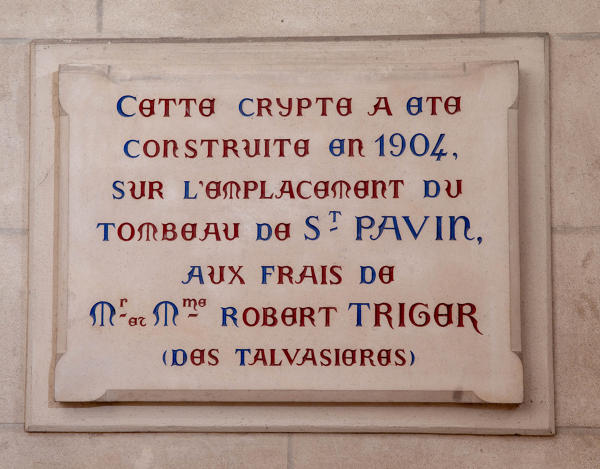 CETTE CRYPTE A ETE
CONSTRUITE EN 1904,
SUR L'EMPLACEMENT DU
TOMBEAU DE ST PAVIN,
AUX FRAIS DE
Mr et Mme ROBERT TRIGER
(DES TALVASIERES)